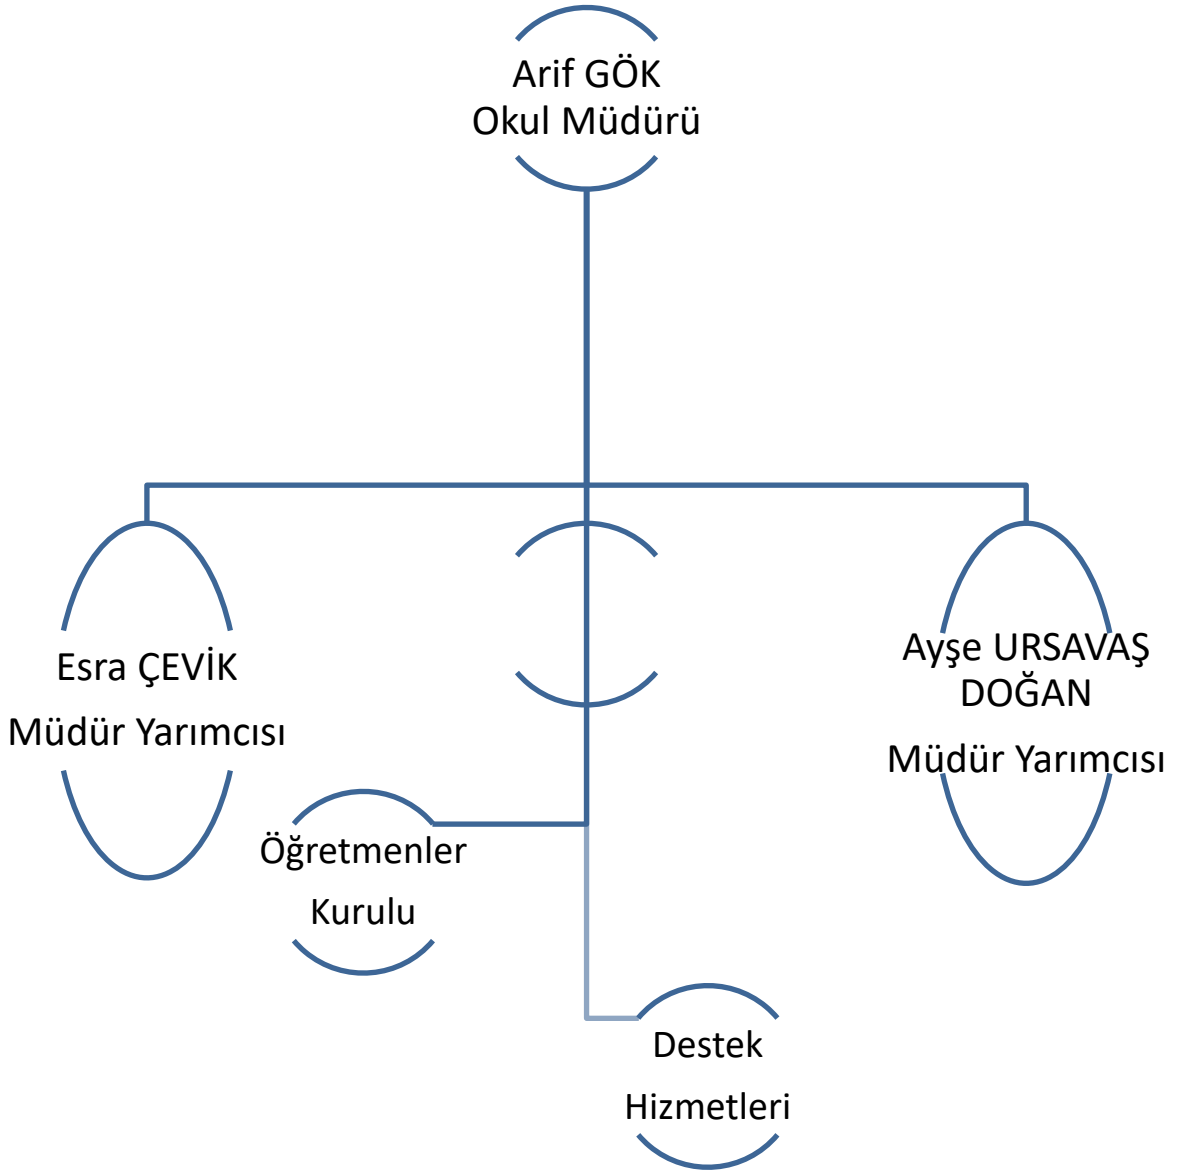 Arif GÖK
Okul Müdürü
Esra ÇEVİK
Müdür Yarımcısı
Ayşe URSAVAŞ
DOĞAN
Müdür Yarımcısı
Öğretmenler
Kurulu
Destek
Hizmetleri